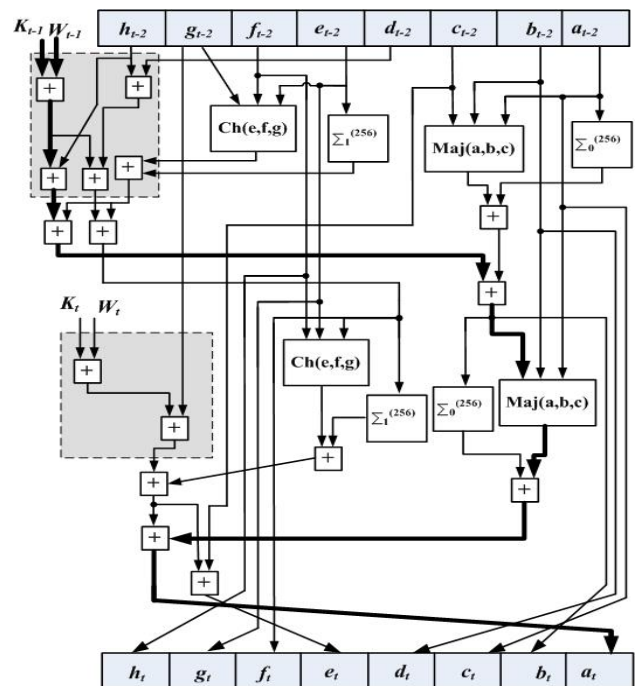 K_{t-1} W_{t-1}
h_{t-2} g_{t-2} f_{t-2} e_{t-2} d_{t-2} c_{t-2} b_{t-2} a_{t-2}
+ +
Ch(e,f,g) ∑₁⁽²⁵⁶⁾ Maj(a,b,c) ∑₀⁽²⁵⁶⁾
+ + +
+
+ +
+
K_t W_t
+
Ch(e,f,g) ∑₁⁽²⁵⁶⁾ ∑₀⁽²⁵⁶⁾ Maj(a,b,c)
+
+
+ +
+
+
h_t g_t f_t e_t d_t c_t b_t a_t